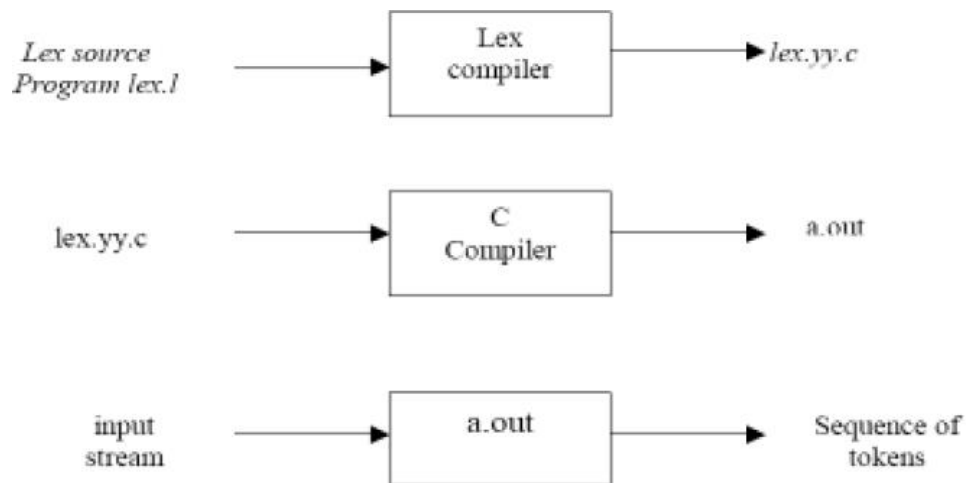 Lex source
Program lex.l
Lex
compiler
lex.yy.c
lex.yy.c
C
Compiler
a.out
input
stream
a.out
Sequence of
tokens